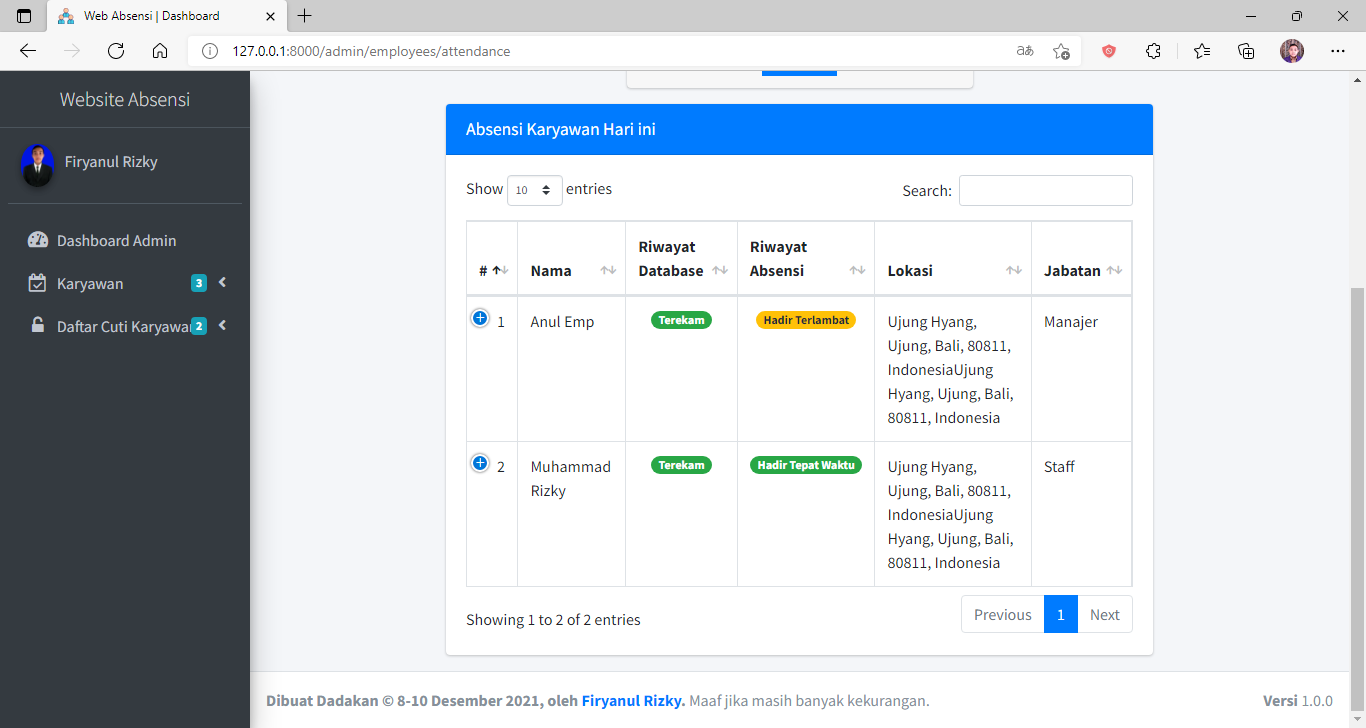 Web Absensi | Dashboard
127.0.0.1:8000/admin/employees/attendance
Website Absensi
Firyanul Rizky
Dashboard Admin
Karyawan 3
Daftar Cuti Karyawa 2
Absensi Karyawan Hari ini
Show 10 entries
Search:
# Nama Riwayat Database Riwayat Absensi Lokasi Jabatan
1 Anul Emp Terekam Hadir Terlambat Ujung Hyang, Manajer
Ujung, Bali, 80811,
IndonesiaUjung
Hyang, Ujung, Bali,
80811, Indonesia
2 Muhammad Terekam Hadir Tepat Waktu Ujung Hyang, Staff
Rizky Ujung, Bali, 80811,
IndonesiaUjung
Hyang, Ujung, Bali,
80811, Indonesia
Showing 1 to 2 of 2 entries
Previous 1 Next
Dibuat Dadakan © 8-10 Desember 2021, oleh Firyanul Rizky. Maaf jika masih banyak kekurangan.
Versi 1.0.0